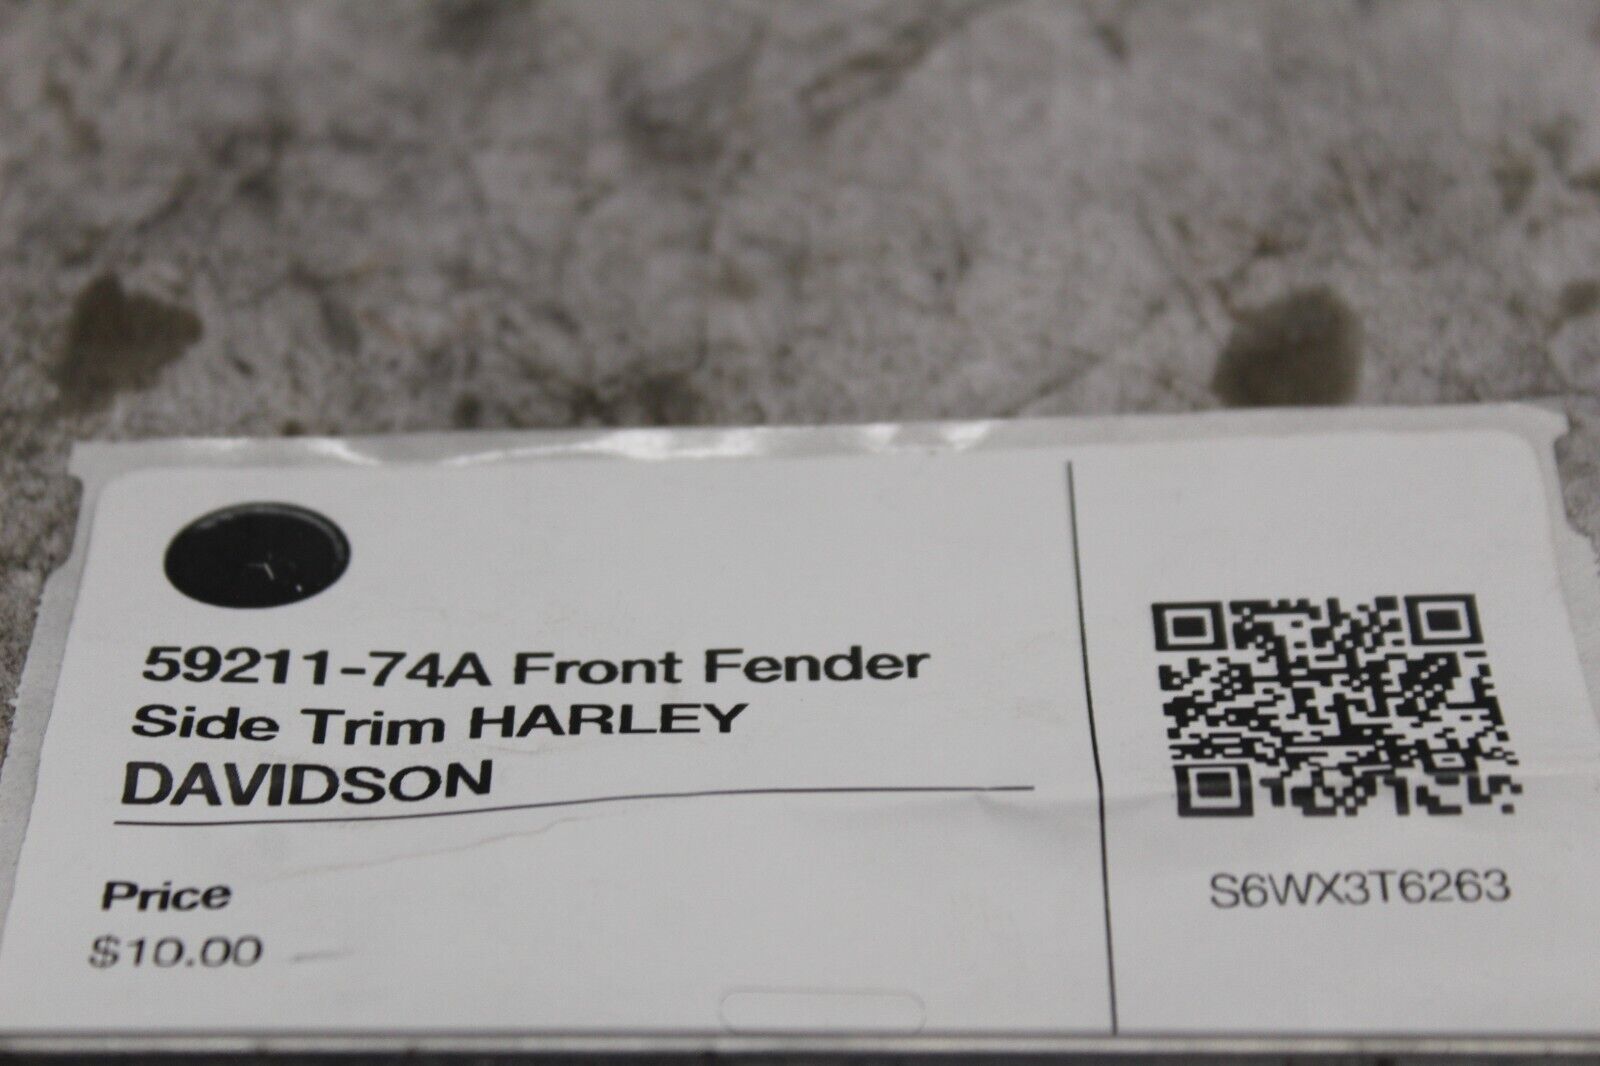 59211-74A Front Fender
Side Trim HARLEY
DAVIDSON
Price
$10.00
S6WX3T6263